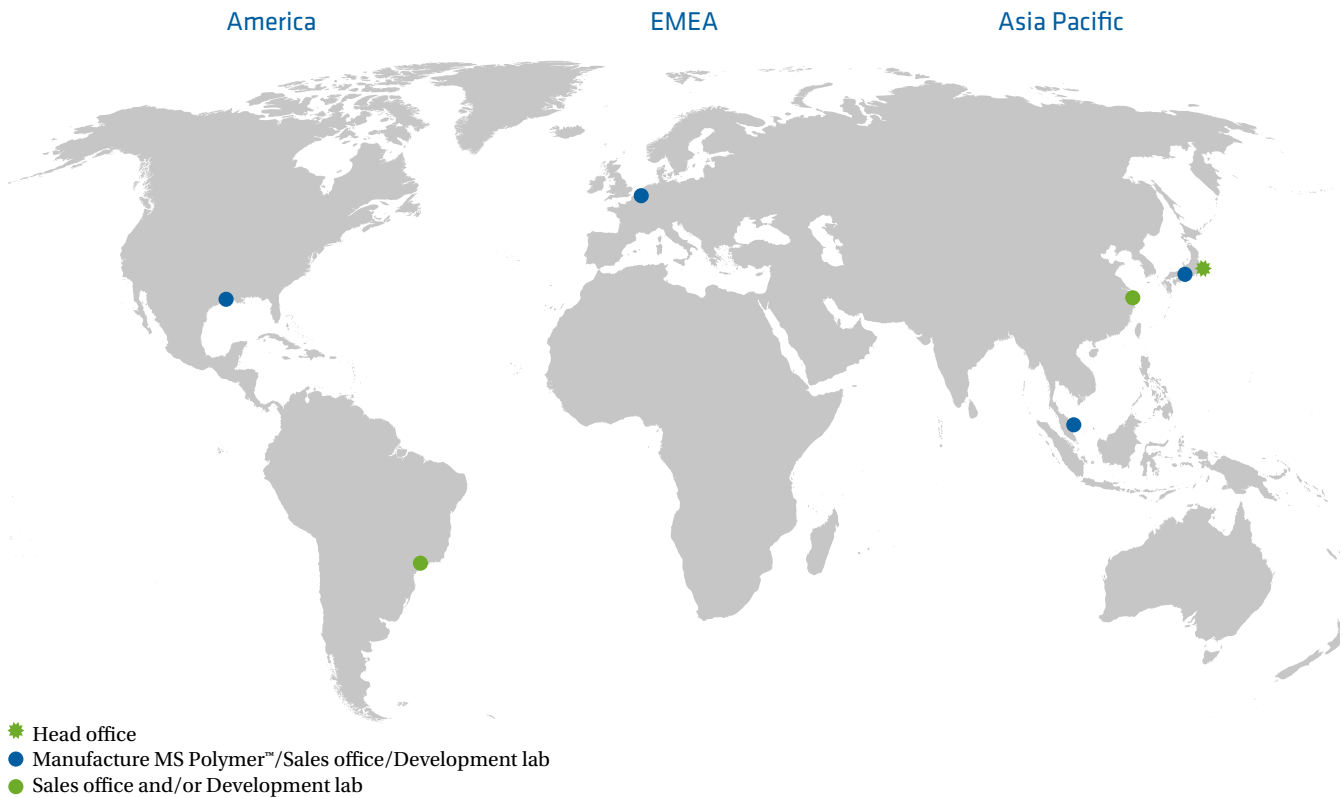 America
EMEA
Asia Pacific
Head office
Manufacture MS Polymer™/Sales office/Development lab
Sales office and/or Development lab